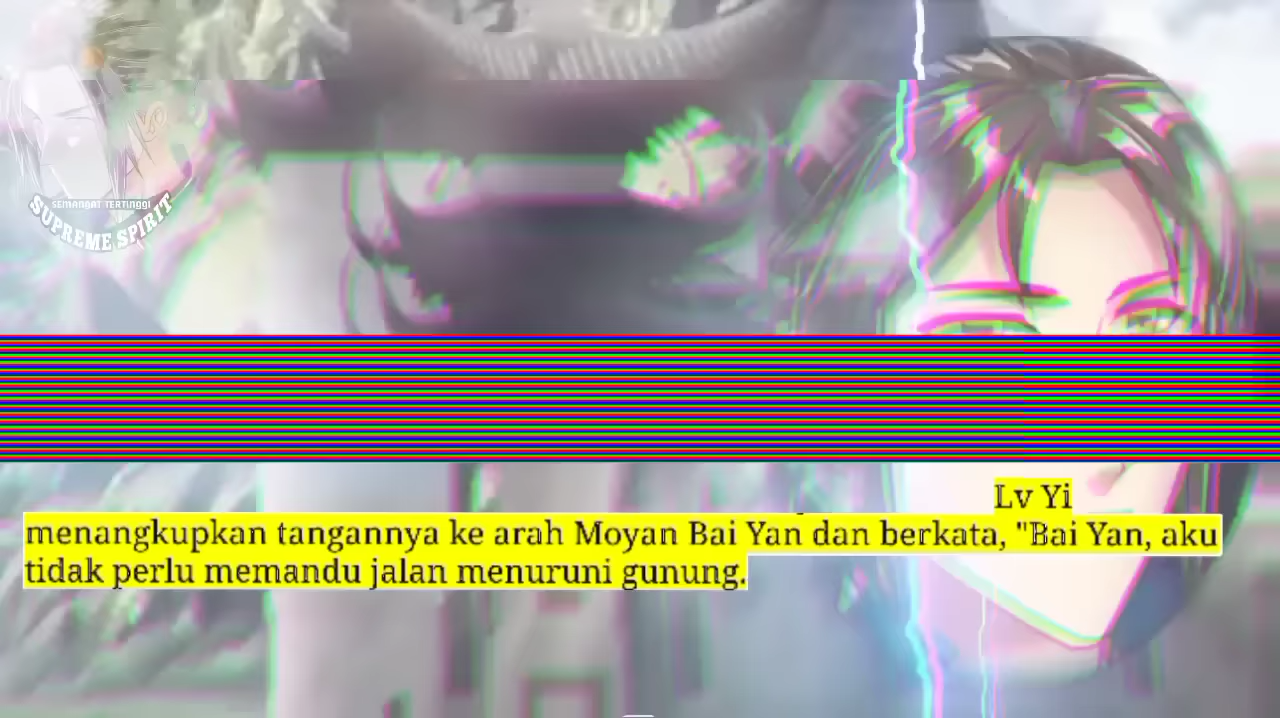 SEMANGAT TERTINGGI
SUPREME SPIRIT
Lv Yi
menangkupkan tangannya ke arah Moyan Bai Yan dan berkata, "Bai Yan, aku
tidak perlu memandu jalan menuruni gunung.